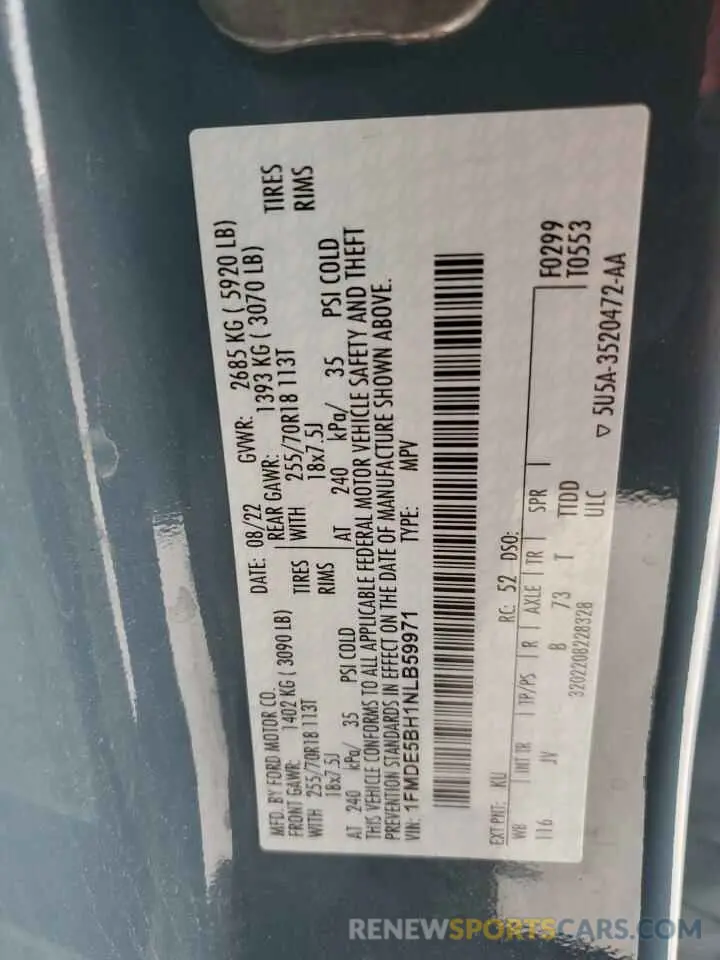 MFD. BY FORD MOTOR CO.
DATE: 08/22 GVWR: 2685 KG ( 5920 LB)
FRONT GAWR: 1402 KG ( 3090 LB) REAR GAWR: 1393 KG ( 3070 LB)
WITH 255/70R18 113T TIRES WITH 255/70R18 113T TIRES
18x7.5J RIMS 18x7.5J RIMS
AT 240 kPa/ 35 PSI COLD AT 240 kPa/ 35 PSI COLD
THIS VEHICLE CONFORMS TO ALL APPLICABLE FEDERAL MOTOR VEHICLE SAFETY AND THEFT
PREVENTION STANDARDS IN EFFECT ON THE DATE OF MANUFACTURE SHOWN ABOVE.
VIN: 1FMDE5BH1NLB59971 TYPE: MPV
EXT PNT: KU RC: 52 DSO: F0299
T0553
WB INT TR TP/PS R AXLE TR SPR
116 JV B 73 T TTDD
3202208228328 ULC
▽ 5U5A-3520472-AA
RENEWSPORTSCARS.COM